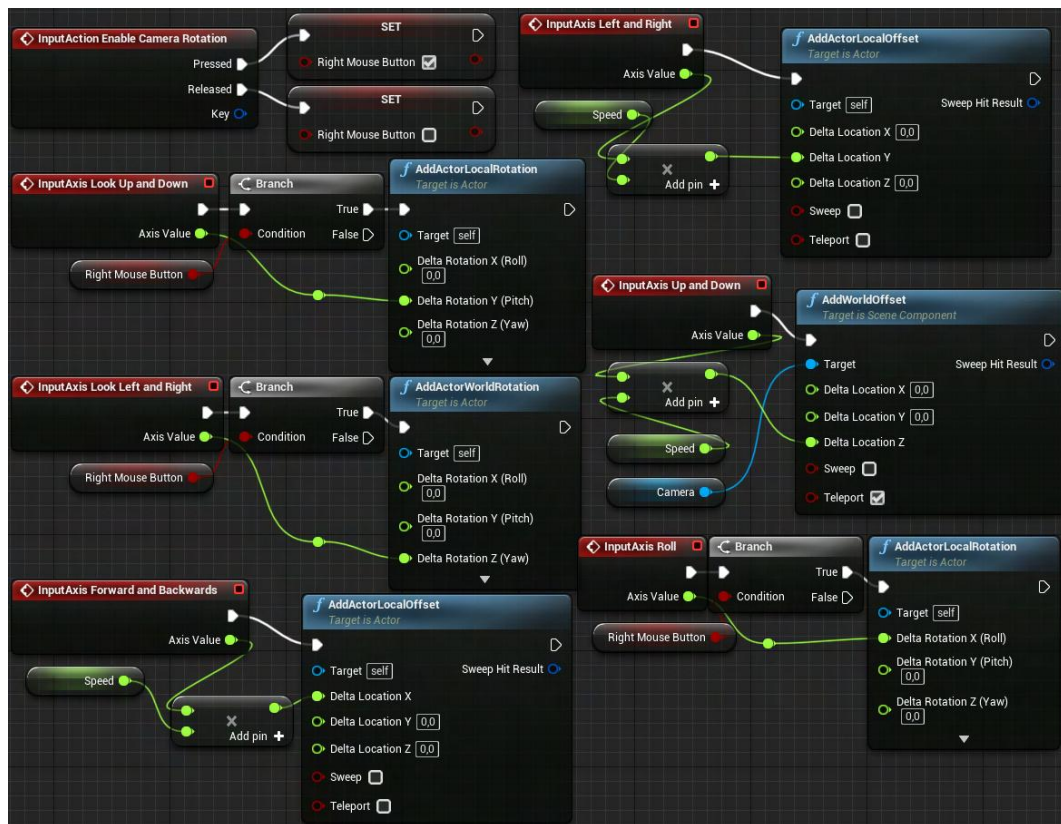 InputAction Enable Camera Rotation
Pressed
Released
Key
SET
Right Mouse Button
SET
Right Mouse Button
InputAxis Left and Right
Axis Value
Speed
Add pin +
AddActorLocalOffset
Target is Actor
Target self
Sweep Hit Result
Delta Location X 0,0
Delta Location Y
Delta Location Z 0,0
Sweep
Teleport
InputAxis Look Up and Down
Axis Value
Right Mouse Button
Branch
True
Condition
False
AddActorLocalRotation
Target is Actor
Target self
Delta Rotation X (Roll)
0,0
Delta Rotation Y (Pitch)
Delta Rotation Z (Yaw)
0,0
InputAxis Up and Down
Axis Value
Add pin +
Speed
Camera
AddWorldOffset
Target is Scene Component
Target
Sweep Hit Result
Delta Location X 0,0
Delta Location Y 0,0
Delta Location Z
Sweep
Teleport
InputAxis Look Left and Right
Axis Value
Right Mouse Button
Branch
True
Condition
False
AddActorWorldRotation
Target is Actor
Target self
Delta Rotation X (Roll)
0,0
Delta Rotation Y (Pitch)
0,0
Delta Rotation Z (Yaw)
InputAxis Roll
Axis Value
Right Mouse Button
Branch
True
Condition
False
AddActorLocalRotation
Target is Actor
Target self
Delta Rotation X (Roll)
Delta Rotation Y (Pitch)
0,0
Delta Rotation Z (Yaw)
0,0
InputAxis Forward and Backwards
Axis Value
Speed
Add pin +
AddActorLocalOffset
Target is Actor
Target self
Sweep Hit Result
Delta Location X
Delta Location Y 0,0
Delta Location Z 0,0
Sweep
Teleport